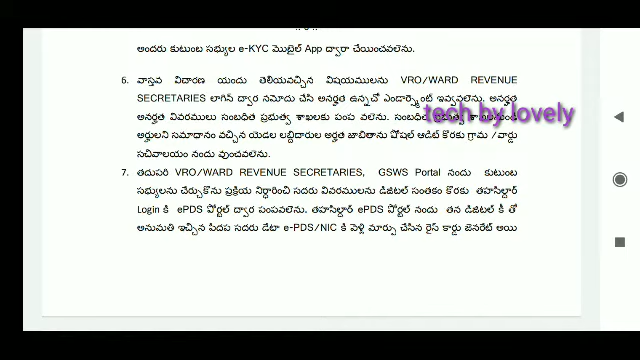 అందరు కుటుంబ సభ్యుల e-KYC మొబైల్ App ద్వారా చేయించవలెను.
6. వాస్తవ విచారణ యందు తెలియవచ్చిన విషయములను VRO/WARD REVENUE
SECRETARIES లాగిన్ ద్వార నమోదు చేసి అనర్హత ఉన్నచో ఎండార్స్మెంట్ ఇవ్వవలెను. అనర్హత
అనర్హత వివరములు సంబధిత ప్రభుత్వ శాఖలకు పంప వలెను. సంబధిత ప్రభుత్వ శాఖలనుండి
tech by lovely
అర్హులని సమాధానం వచ్చిన యెడల లబ్దిదారుల అర్హత జాబితాను షోషల్ ఆడిట్ కొరకు గ్రామ /వార్డు
సచివాలయం నందు వుంచవలెను.
7. తదుపరి VRO/WARD REVENUE SECRETARIES, GSWS Portal నందు కుటుంబ
సభ్యులను చేర్చుకొను ప్రక్రియ నిర్ధారించి సదరు వివరములను డిజిటల్ సంతకం కొరకు తహసిల్దార్
Login కి ePDS పోర్టల్ ద్వార పంపవలెను. తహసిల్దార్ ePDS పోర్టల్ నందు తన డిజిటల్ కీ తో
అనుమతి ఇచ్చిన పిదప సదరు డేటా e-PDS/NIC కి వెళ్లి మార్పు చేసిన రైస్ కార్డు జెనరేట్ అయి